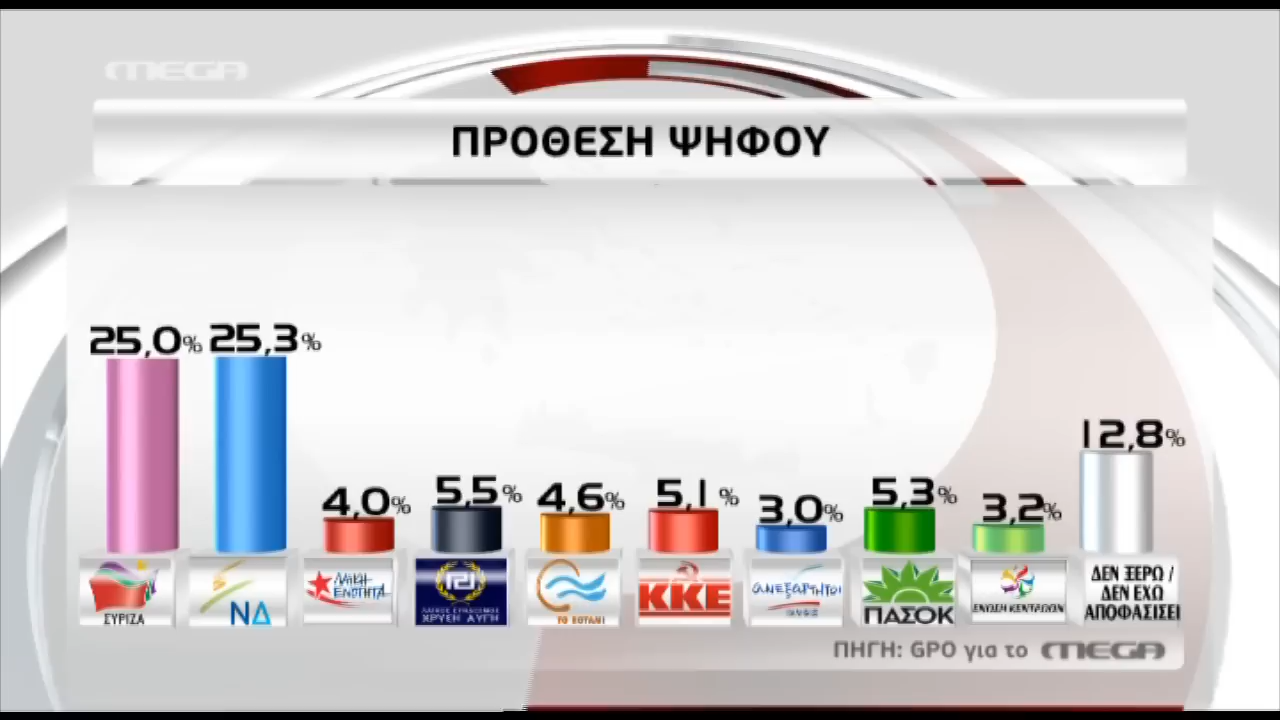 MEGA
ΠΡΟΘΕΣΗ ΨΗΦΟΥ
25,0% 25,3% 4,0% 5,5% 4,6% 5,1% 3,0% 5,3% 3,2% 12,8%
ΣΥΡΙΖΑ
ΝΔ
ΛΑΪΚΗ
ΕΝΟΤΗΤΑ
ΛΑΪΚΟΣ ΣΥΝΔΕΣΜΟΣ
ΧΡΥΣΗ ΑΥΓΗ
ΤΟ ΠΟΤΑΜΙ
ΚΚΕ
ΑΝΕΞΑΡΤΗΤΟΙ
ΠΑΣΟΚ
ΕΝΩΣΗ ΚΕΝΤΡΩΩΝ
ΔΕΝ ΞΕΡΩ /
ΔΕΝ ΕΧΩ
ΑΠΟΦΑΣΙΣΕΙ
ΠΗΓΗ: GPO για το MEGA